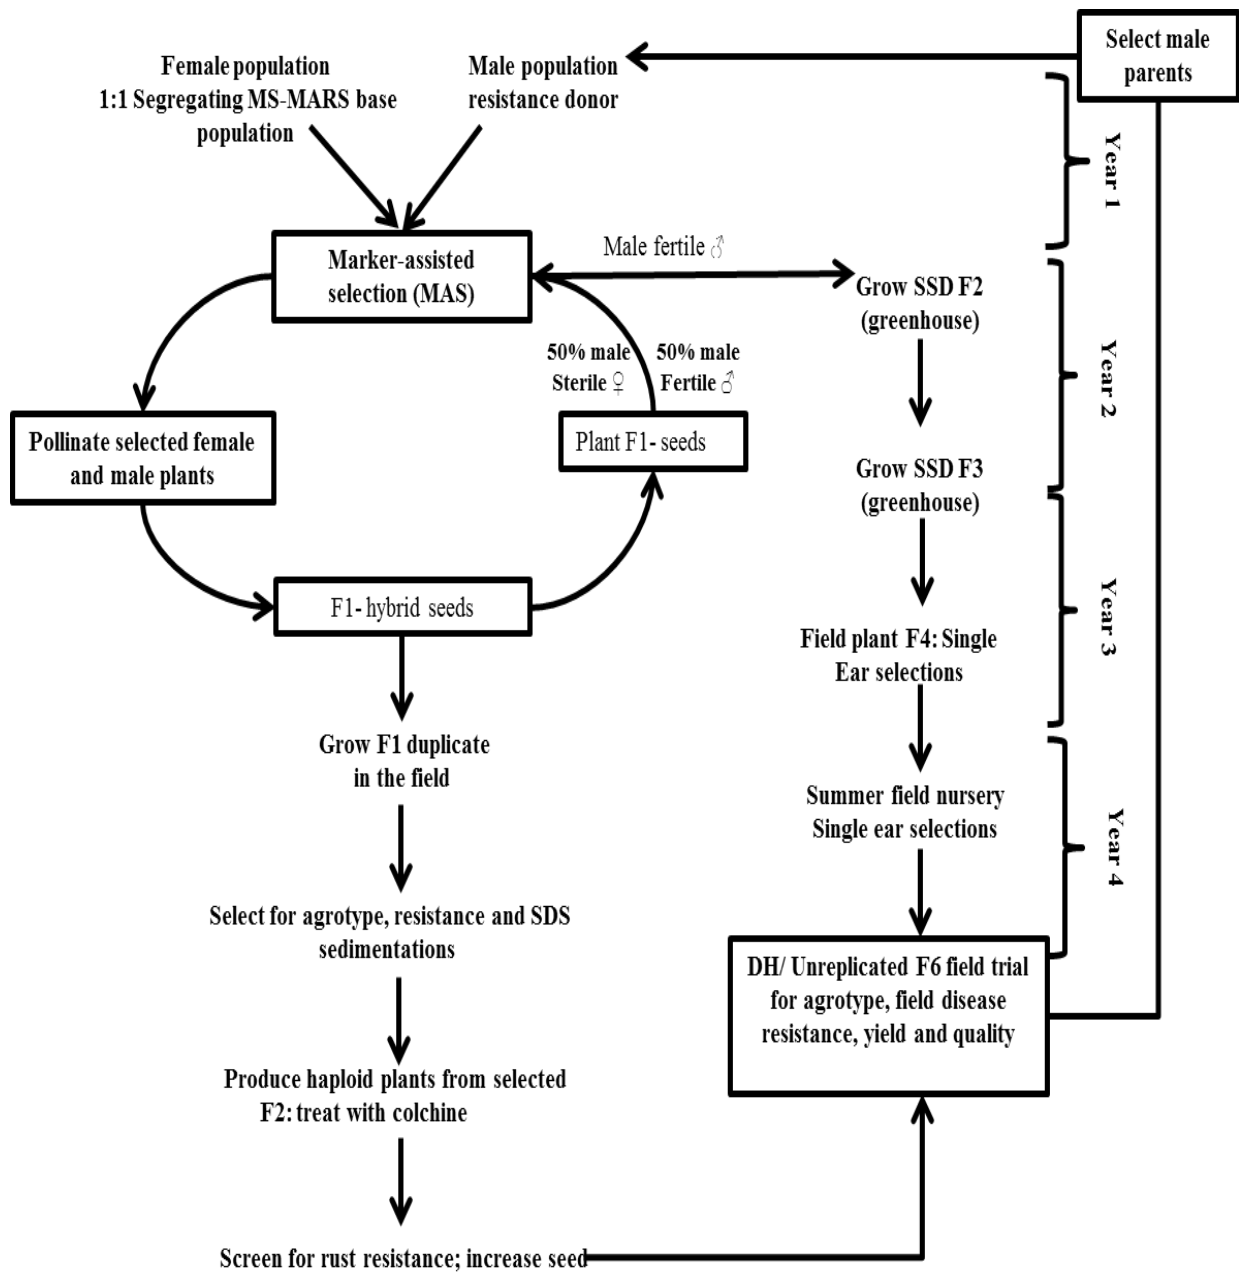 Female population
1:1 Segregating MS-MARS base
population
Male population
resistance donor
Select male
parents
Year 1
Marker-assisted
selection (MAS)
Male fertile ♂
Grow SSD F2
(greenhouse)
50% male
Sterile ♀
50% male
Fertile ♂
Year 2
Pollinate selected female
and male plants
Plant F1- seeds
Grow SSD F3
(greenhouse)
F1- hybrid seeds
Year 3
Field plant F4: Single
Ear selections
Grow F1 duplicate
in the field
Summer field nursery
Single ear selections
Year 4
Select for agrotype, resistance and SDS
sedimentations
DH/ Unreplicated F6 field trial
for agrotype, field disease
resistance, yield and quality
Produce haploid plants from selected
F2: treat with colchine
Screen for rust resistance; increase seed